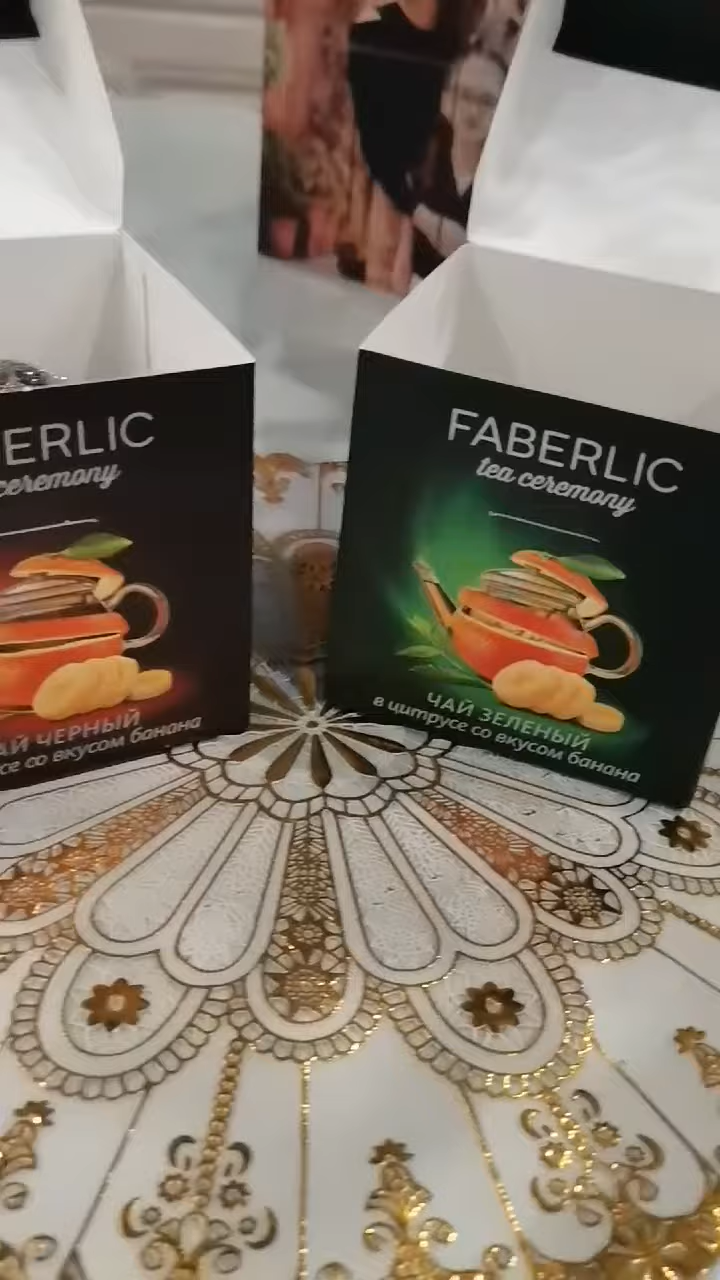 ERLIC
ceremony
АЙ ЧЕРНЫЙ
се со вкусом банана
FABERLIC
tea ceremony
ЧАЙ ЗЕЛЕНЫЙ
в цитрусе со вкусом банана